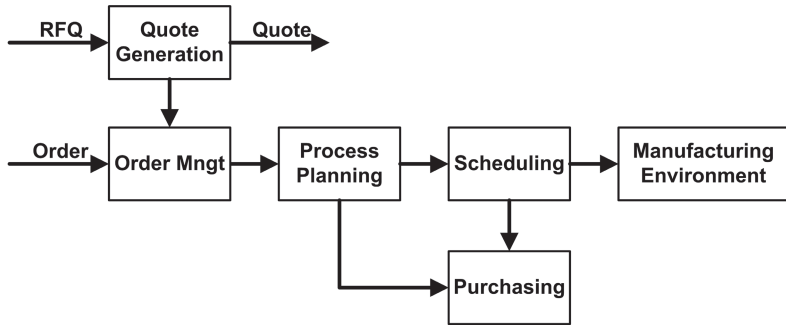 RFQ
Quote
Generation
Quote
Order
Order Mngt
Process
Planning
Scheduling
Manufacturing
Environment
Purchasing